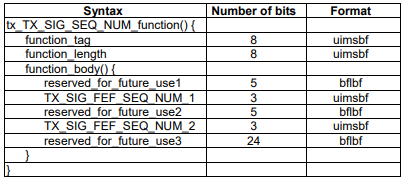 Syntax Number of bits Format
tx_TX_SIG_SEQ_NUM_function() {
function_tag 8 uimsbf
function_length 8 uimsbf
function_body() {
reserved_for_future_use1 5 bflbf
TX_SIG_FEF_SEQ_NUM_1 3 uimsbf
reserved_for_future_use2 5 bflbf
TX_SIG_FEF_SEQ_NUM_2 3 uimsbf
reserved_for_future_use3 24 bflbf
}
}